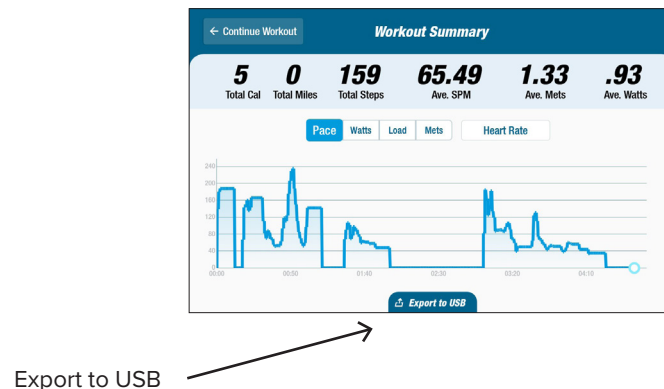 ← Continue Workout
Workout Summary
5 0 159 65.49 1.33 .93
Total Cal Total Miles Total Steps Ave. SPM Ave. Mets Ave. Watts
Pace Watts Load Mets Heart Rate
240
200
160
120
80
40
0
00:00 00:50 01:40 02:30 03:20 04:10
Export to USB
Export to USB